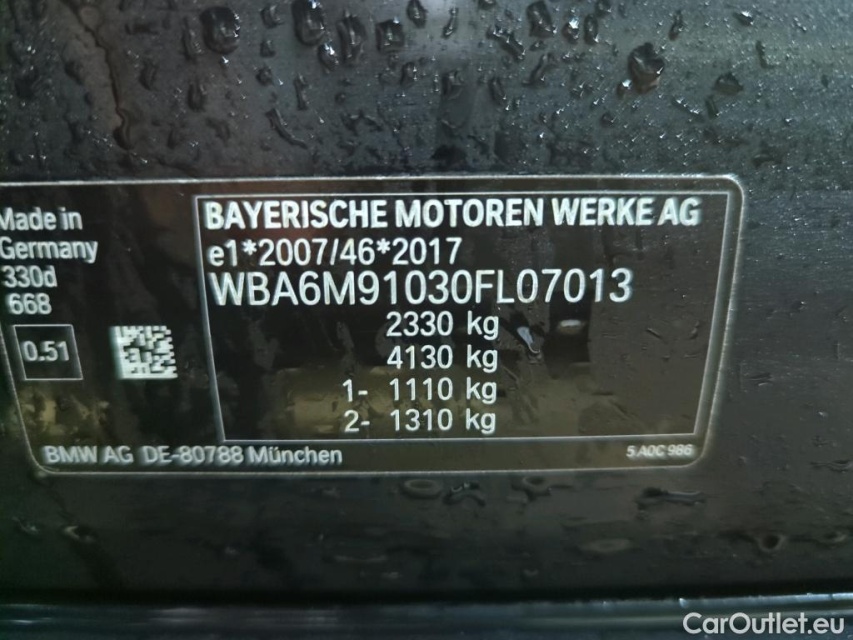 Made in
Germany
330d
668
0.51
BAYERISCHE MOTOREN WERKE AG
e1*2007/46*2017
WBA6M91030FL07013
2330 kg
4130 kg
1- 1110 kg
2- 1310 kg
BMW AG DE-80788 München
5 A0C 986
CarOutlet.eu